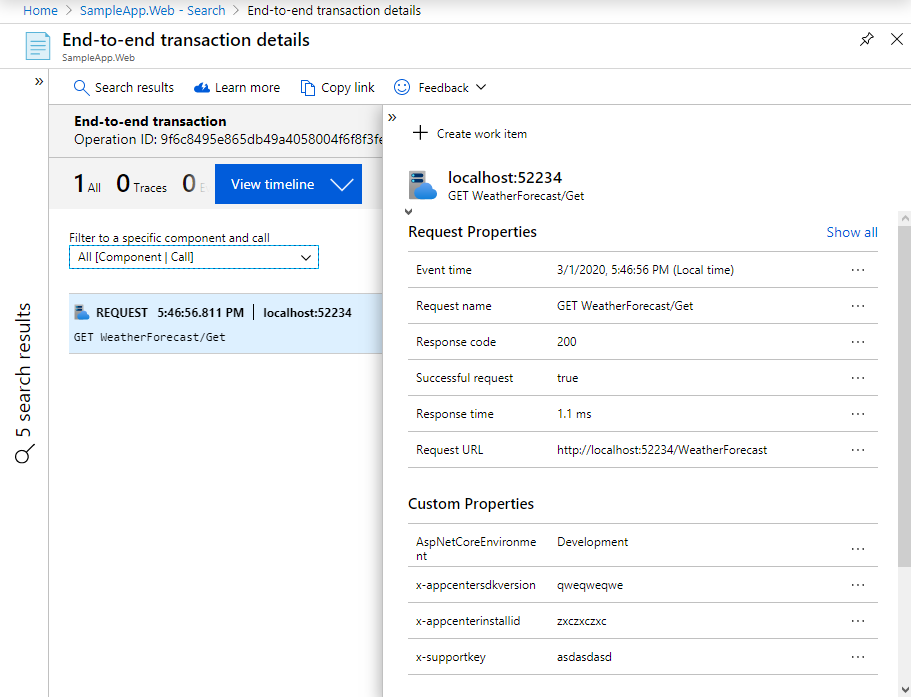 Home > SampleApp.Web - Search > End-to-end transaction details
End-to-end transaction details
SampleApp.Web
» Search results Learn more Copy link Feedback
5 search results
End-to-end transaction
Operation ID: 9f6c8495e865db49a4058004f6f8f3fe
1 All 0 Traces 0 E View timeline
Filter to a specific component and call
All [Component | Call]
REQUEST 5:46:56.811 PM | localhost:52234
GET WeatherForecast/Get
»
+ Create work item
localhost:52234
GET WeatherForecast/Get
Request Properties Show all
Event time 3/1/2020, 5:46:56 PM (Local time) ...
Request name GET WeatherForecast/Get ...
Response code 200 ...
Successful request true ...
Response time 1.1 ms ...
Request URL http://localhost:52234/WeatherForecast ...
Custom Properties
AspNetCoreEnvironme Development ...
nt
x-appcentersdkversion qweqweqwe ...
x-appcenterinstallid zxczxczxc ...
x-supportkey asdasdasd ...